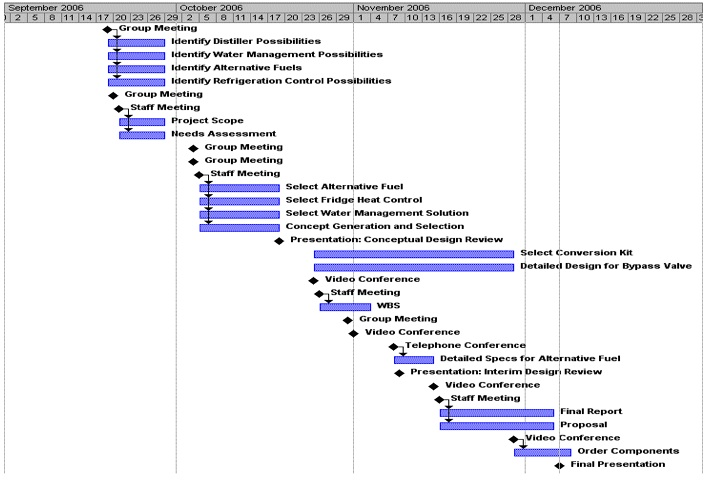 September 2006 October 2006 November 2006 December 2006
2 5 8 11 14 17 20 23 26 29 2 5 8 11 14 17 20 23 26 29 1 4 7 10 13 16 19 22 25 28 1 4 7 10 13 16 19 22 25 28
Group Meeting
Identify Distiller Possibilities
Identify Water Management Possibilities
Identify Alternative Fuels
Identify Refrigeration Control Possibilities
Group Meeting
Staff Meeting
Project Scope
Needs Assessment
Group Meeting
Group Meeting
Staff Meeting
Select Alternative Fuel
Select Fridge Heat Control
Select Water Management Solution
Concept Generation and Selection
Presentation: Conceptual Design Review
Select Conversion Kit
Detailed Design for Bypass Valve
Video Conference
Staff Meeting
WBS
Group Meeting
Video Conference
Telephone Conference
Detailed Specs for Alternative Fuel
Presentation: Interim Design Review
Video Conference
Staff Meeting
Final Report
Proposal
Video Conference
Order Components
Final Presentation